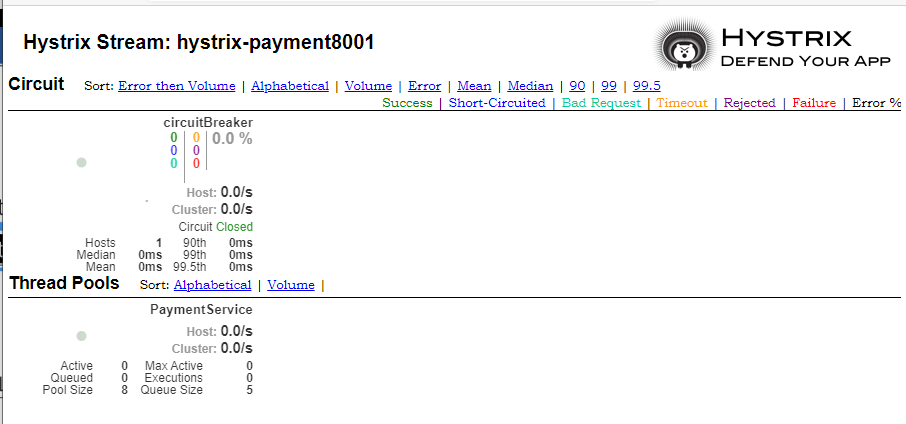 Hystrix Stream: hystrix-payment8001
HYSTRIX
DEFEND YOUR APP
Circuit Sort: Error then Volume | Alphabetical | Volume | Error | Mean | Median | 90 | 99 | 99.5
Success | Short-Circuited | Bad Request | Timeout | Rejected | Failure | Error %
circuitBreaker
0 0 0.0 %
0 0
0 0
Host: 0.0/s
Cluster: 0.0/s
Circuit Closed
Hosts 1 90th 0ms
Median 0ms 99th 0ms
Mean 0ms 99.5th 0ms
Thread Pools Sort: Alphabetical | Volume |
PaymentService
Host: 0.0/s
Cluster: 0.0/s
Active 0 Max Active 0
Queued 0 Executions 0
Pool Size 8 Queue Size 5